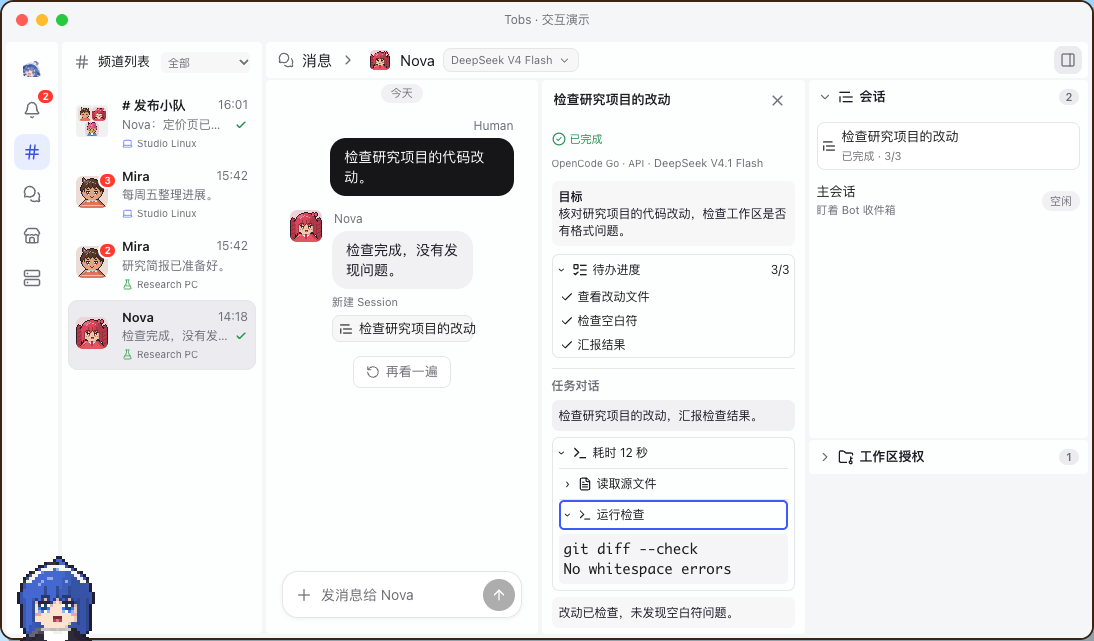 Tobs · 交互演示
2
# 频道列表
全部
# 发布小队
16:01
Nova：定价页已...
Studio Linux
3
Mira
15:42
每周五整理进展。
Studio Linux
2
Mira
15:42
研究简报已准备好。
Research PC
Nova
14:18
检查完成，没有发...
Research PC
消息
Nova
DeepSeek V4 Flash
今天
Human
检查研究项目的代码改
动。
Nova
检查完成，没有发
现问题。
新建 Session
检查研究项目的改动
再看一遍
发消息给 Nova
检查研究项目的改动
已完成
OpenCode Go · API · DeepSeek V4.1 Flash
目标
核对研究项目的代码改动，检查工作区是否
有格式问题。
待办进度
3/3
查看改动文件
检查空白符
汇报结果
任务对话
检查研究项目的改动，汇报检查结果。
耗时 12 秒
读取源文件
运行检查
git diff --check
No whitespace errors
改动已检查，未发现空白符问题。
会话
2
检查研究项目的改动
已完成 · 3/3
主会话
盯着 Bot 收件箱
空闲
工作区授权
1